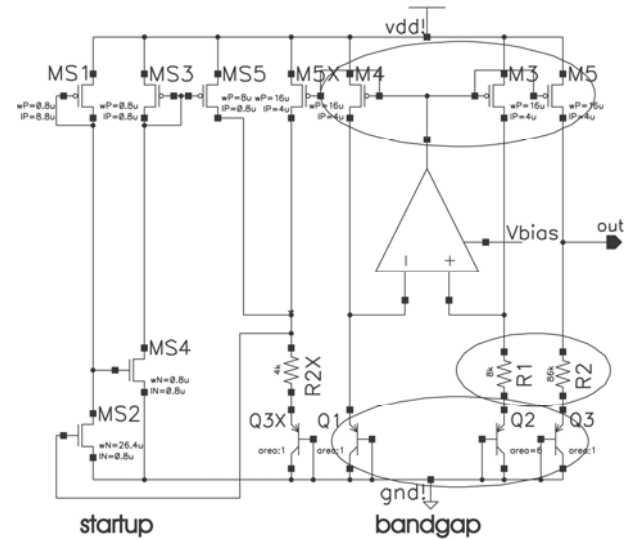 vdd!
MS1
MS3
MS5
M5X
M4
M3
M5
wP=0.8u
lP=8.8u
wP=0.8u
lP=0.8u
wP=8u
lP=0.8u
wP=16u
lP=4u
wP=16u
lP=4u
wP=16u
lP=4u
wP=16u
lP=4u
Vbias
out
- +
MS4
wN=0.8u
lN=0.8u
MS2
wN=26.4u
lN=0.8u
4k
R2X
8k
R1
86k
R2
Q3X
Q1
Q2
Q3
area:1
area:1
area=6
area:1
gnd!
startup
bandgap